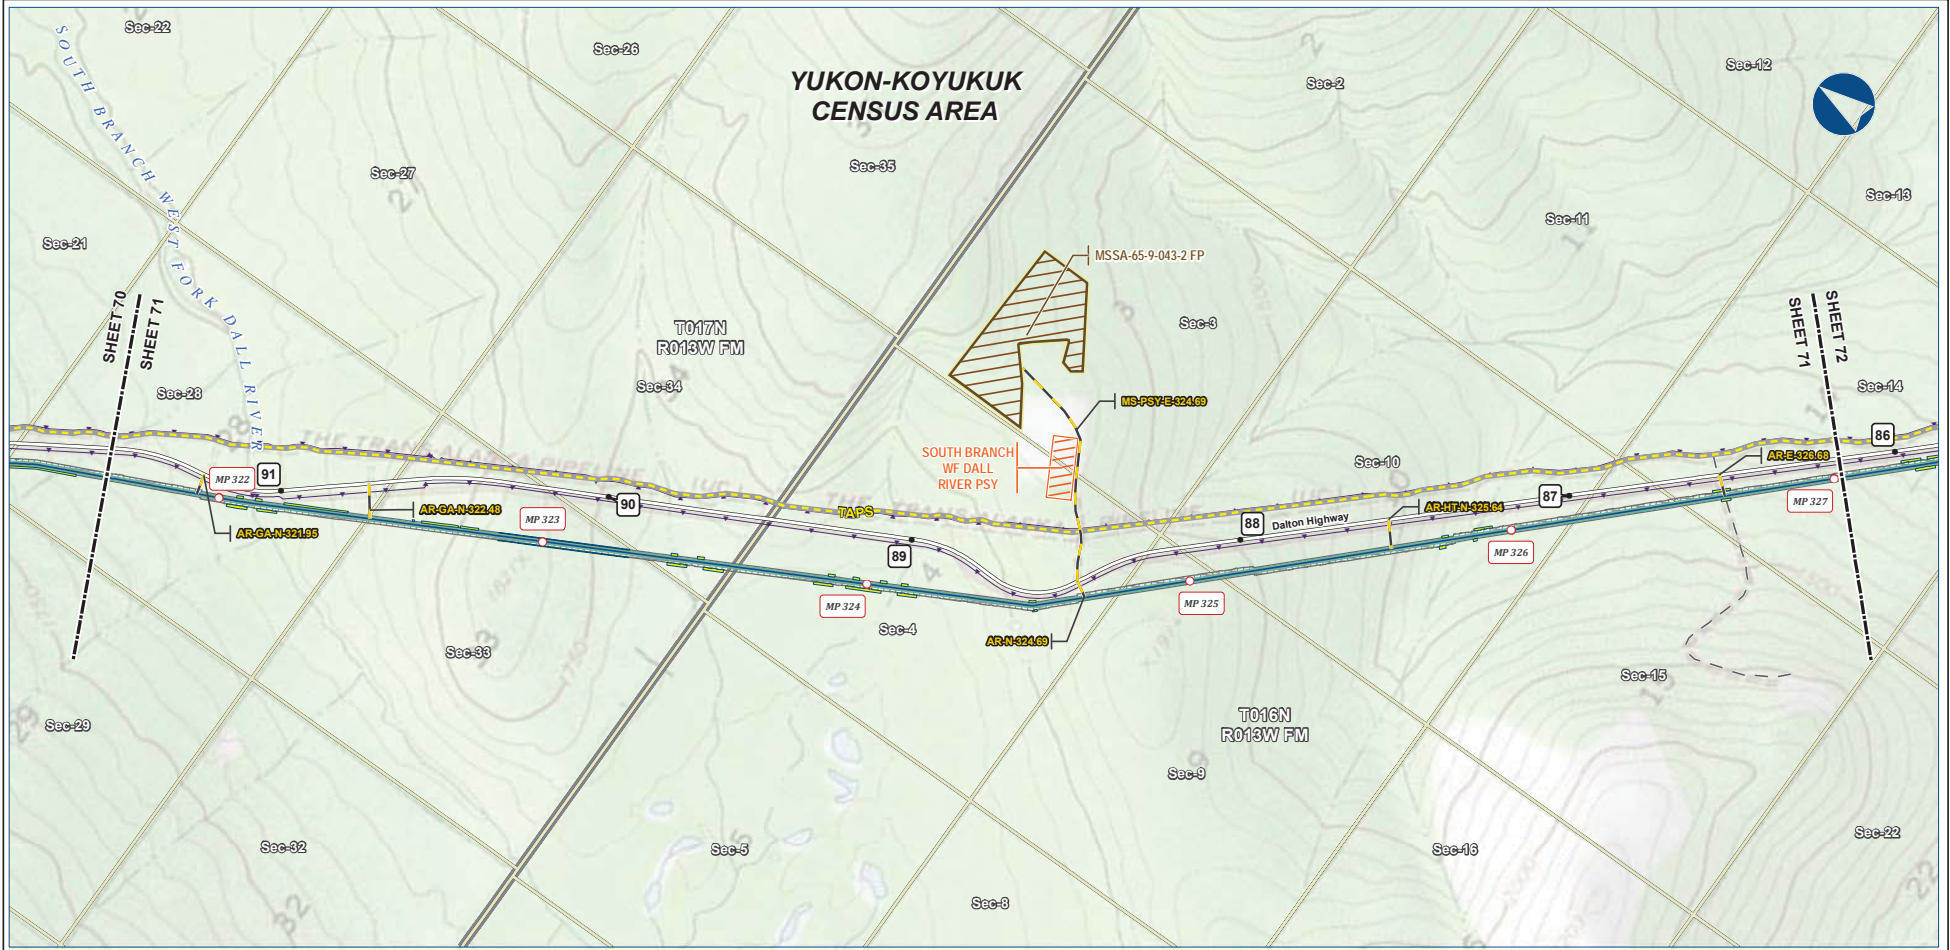 Sec-22
Sec-26
YUKON-KOYUKUK
CENSUS AREA
Sec-2
Sec-12
SOUTH BRANCH WEST FORK DALL RIVER
Sec-27
Sec-35
Sec-13
Sec-11
Sec-21
MSSA-65-9-043-2 FP
SHEET 70
SHEET 71
T017N
R013W FM
Sec-3
SHEET 71
SHEET 72
Sec-28
Sec-34
Sec-14
MS-PSY-E-324.69
SOUTH BRANCH
WF DALL
RIVER PSY
THE TRANS-ALASKA PIPELINE
Sec-10
86
AR-E-326.68
MP 322
91
90
AR-GA-N-322.48
MP 323
TAPS
AR-GA-N-321.95
89
88
Dalton Highway
AR-HT-N-325.64
87
MP 327
MP 326
MP 324
MP 325
Sec-4
AR-N-324.69
Sec-33
Sec-15
Sec-29
T016N
R013W FM
Sec-9
Sec-32
Sec-5
Sec-16
Sec-22
Sec-8